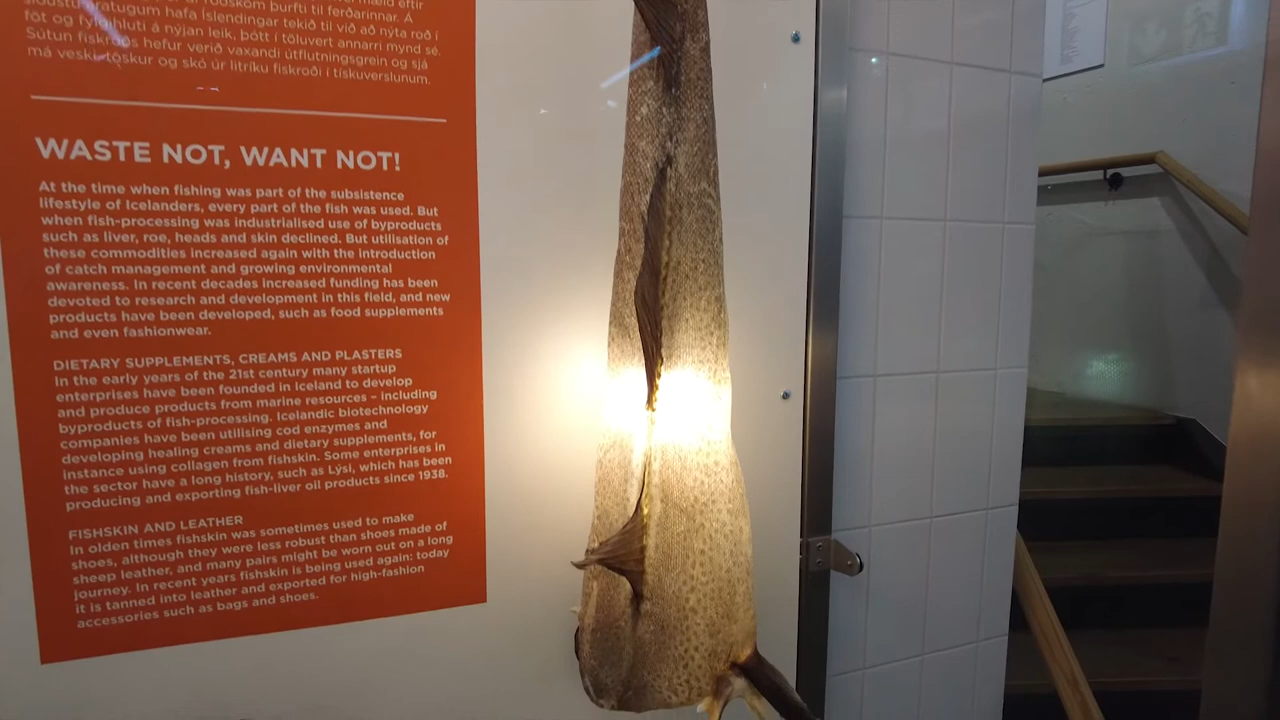 áratugum hafa Íslendingar tekið til við að nýta roð í
föt og fylgihluti á nýjan leik, þótt í töluvert annarri mynd sé.
Sútun fiskroðs hefur verið vaxandi útflutningsgrein og sjá
má veski, töskur og skó úr litríku fiskroði í tískuverslunum.
WASTE NOT, WANT NOT!
At the time when fishing was part of the subsistence
lifestyle of Icelanders, every part of the fish was used. But
when fish-processing was industrialised use of byproducts
such as liver, roe, heads and skin declined. But utilisation of
these commodities increased again with the introduction
of catch management and growing environmental
awareness. In recent decades increased funding has been
devoted to research and development in this field, and new
products have been developed, such as food supplements
and even fashionwear.
DIETARY SUPPLEMENTS, CREAMS AND PLASTERS
In the early years of the 21st century many startup
enterprises have been founded in Iceland to develop
and produce products from marine resources – including
byproducts of fish-processing. Icelandic biotechnology
companies have been utilising cod enzymes and
developing healing creams and dietary supplements, for
instance using collagen from fishskin. Some enterprises in
the sector have a long history, such as Lýsi, which has been
producing and exporting fish-liver oil products since 1938.
FISHSKIN AND LEATHER
In olden times fishskin was sometimes used to make
shoes, although they were less robust than shoes made of
sheep leather, and many pairs might be worn out on a long
journey. In recent years fishskin is being used again: today
it is tanned into leather and exported for high-fashion
accessories such as bags and shoes.